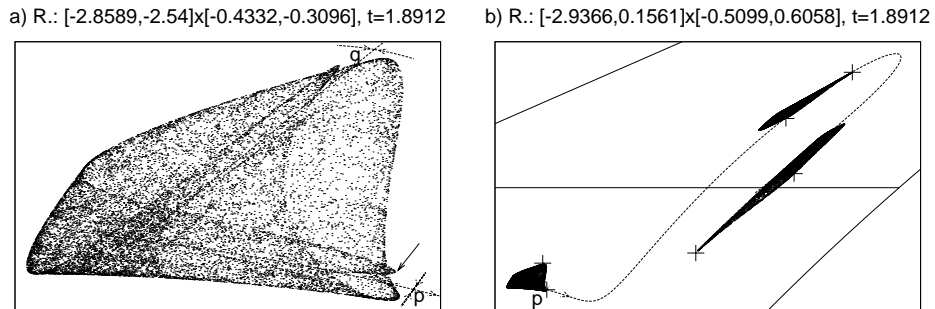 a) R.: [-2.8589,-2.54]x[-0.4332,-0.3096], t=1.8912
b) R.: [-2.9366,0.1561]x[-0.5099,0.6058], t=1.8912
q
p
p